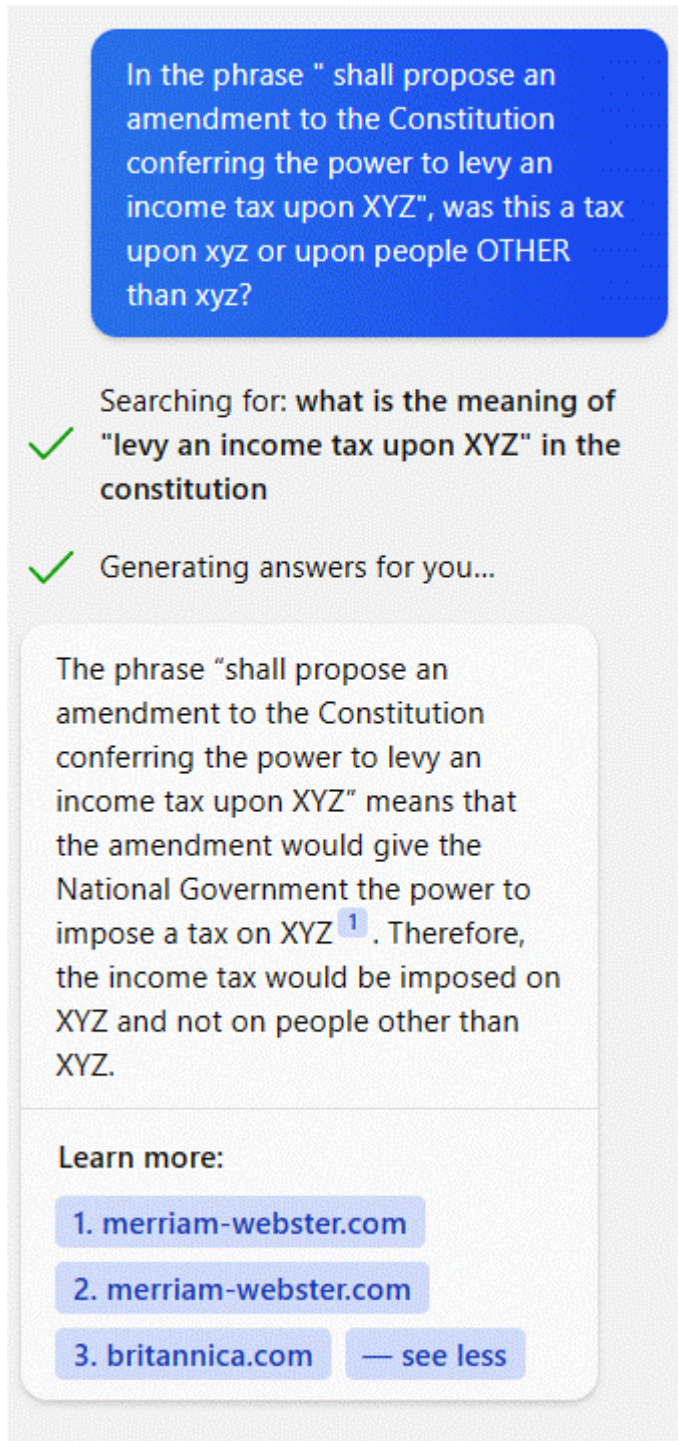 In the phrase " shall propose an
amendment to the Constitution
conferring the power to levy an
income tax upon XYZ", was this a tax
upon xyz or upon people OTHER
than xyz?
Searching for: what is the meaning of
"levy an income tax upon XYZ" in the
constitution
Generating answers for you...
The phrase “shall propose an
amendment to the Constitution
conferring the power to levy an
income tax upon XYZ” means that
the amendment would give the
National Government the power to
impose a tax on XYZ 1 . Therefore,
the income tax would be imposed on
XYZ and not on people other than
XYZ.
Learn more:
1. merriam-webster.com
2. merriam-webster.com
3. britannica.com — see less